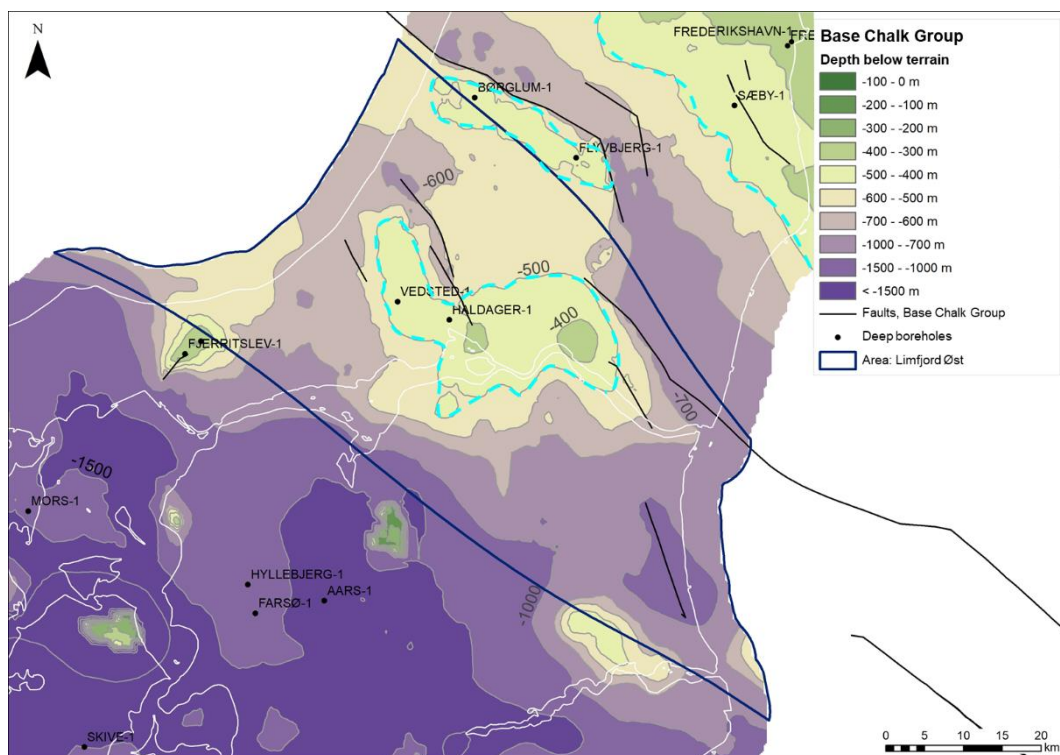 N
FREDERIKSHAVN-1
FRE
SÆBY-1
BØRGLUM-1
FLYVBJERG-1
-600
-500
VEDSTED-1
HALDAGER-1
-400
FJERRITSLEV-1
-700
-1500
MORS-1
HYLLEBJERG-1
AARS-1
FARSØ-1
-1000
SKIVE-1
Base Chalk Group
Depth below terrain
-100 - 0 m
-200 - -100 m
-300 - -200 m
-400 - -300 m
-500 - -400 m
-600 - -500 m
-700 - -600 m
-1000 - -700 m
-1500 - -1000 m
< -1500 m
Faults, Base Chalk Group
Deep boreholes
Area: Limfjord Øst
0 5 10 15 20
km